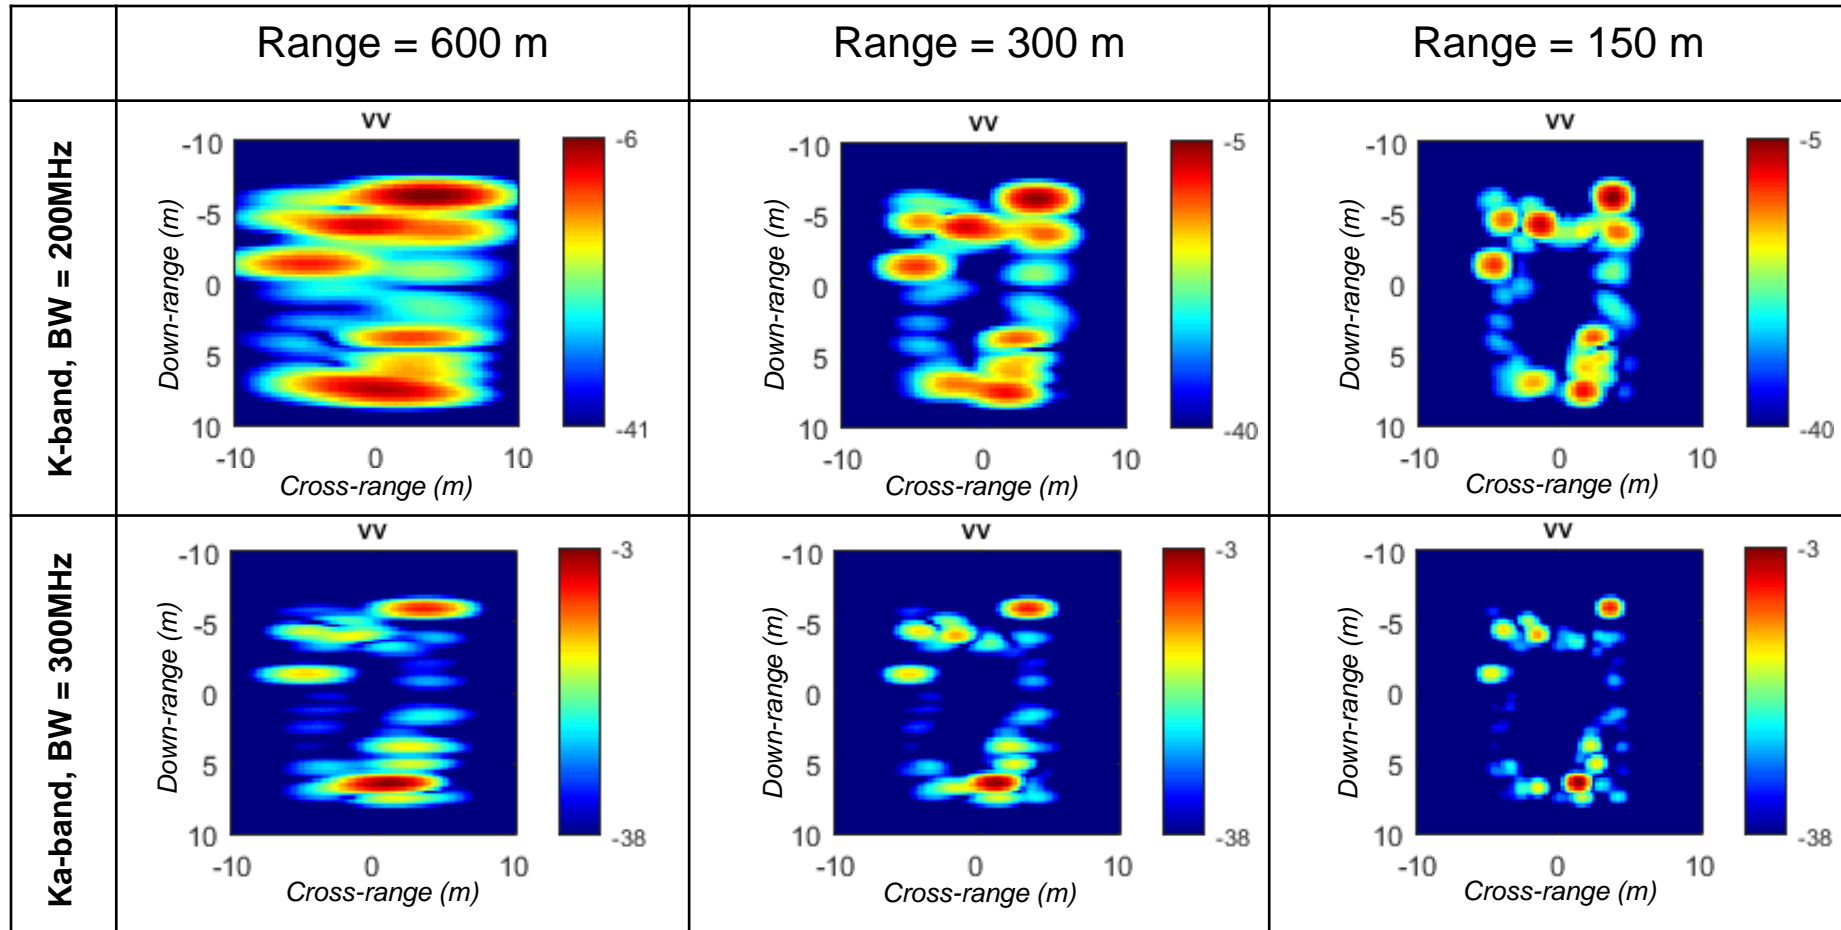 Range = 600 m
Range = 300 m
Range = 150 m
K-band, BW = 200MHz
vv
-10
-5
0
5
10
-10
0
10
Down-range (m)
Cross-range (m)
-6
-41
vv
-10
-5
0
5
10
-10
0
10
Down-range (m)
Cross-range (m)
-5
-40
vv
-10
-5
0
5
10
-10
0
10
Down-range (m)
Cross-range (m)
-5
-40
Ka-band, BW = 300MHz
vv
-10
-5
0
5
10
-10
0
10
Down-range (m)
Cross-range (m)
-3
-38
vv
-10
-5
0
5
10
-10
0
10
Down-range (m)
Cross-range (m)
-3
-38
vv
-10
-5
0
5
10
-10
0
10
Down-range (m)
Cross-range (m)
-3
-38